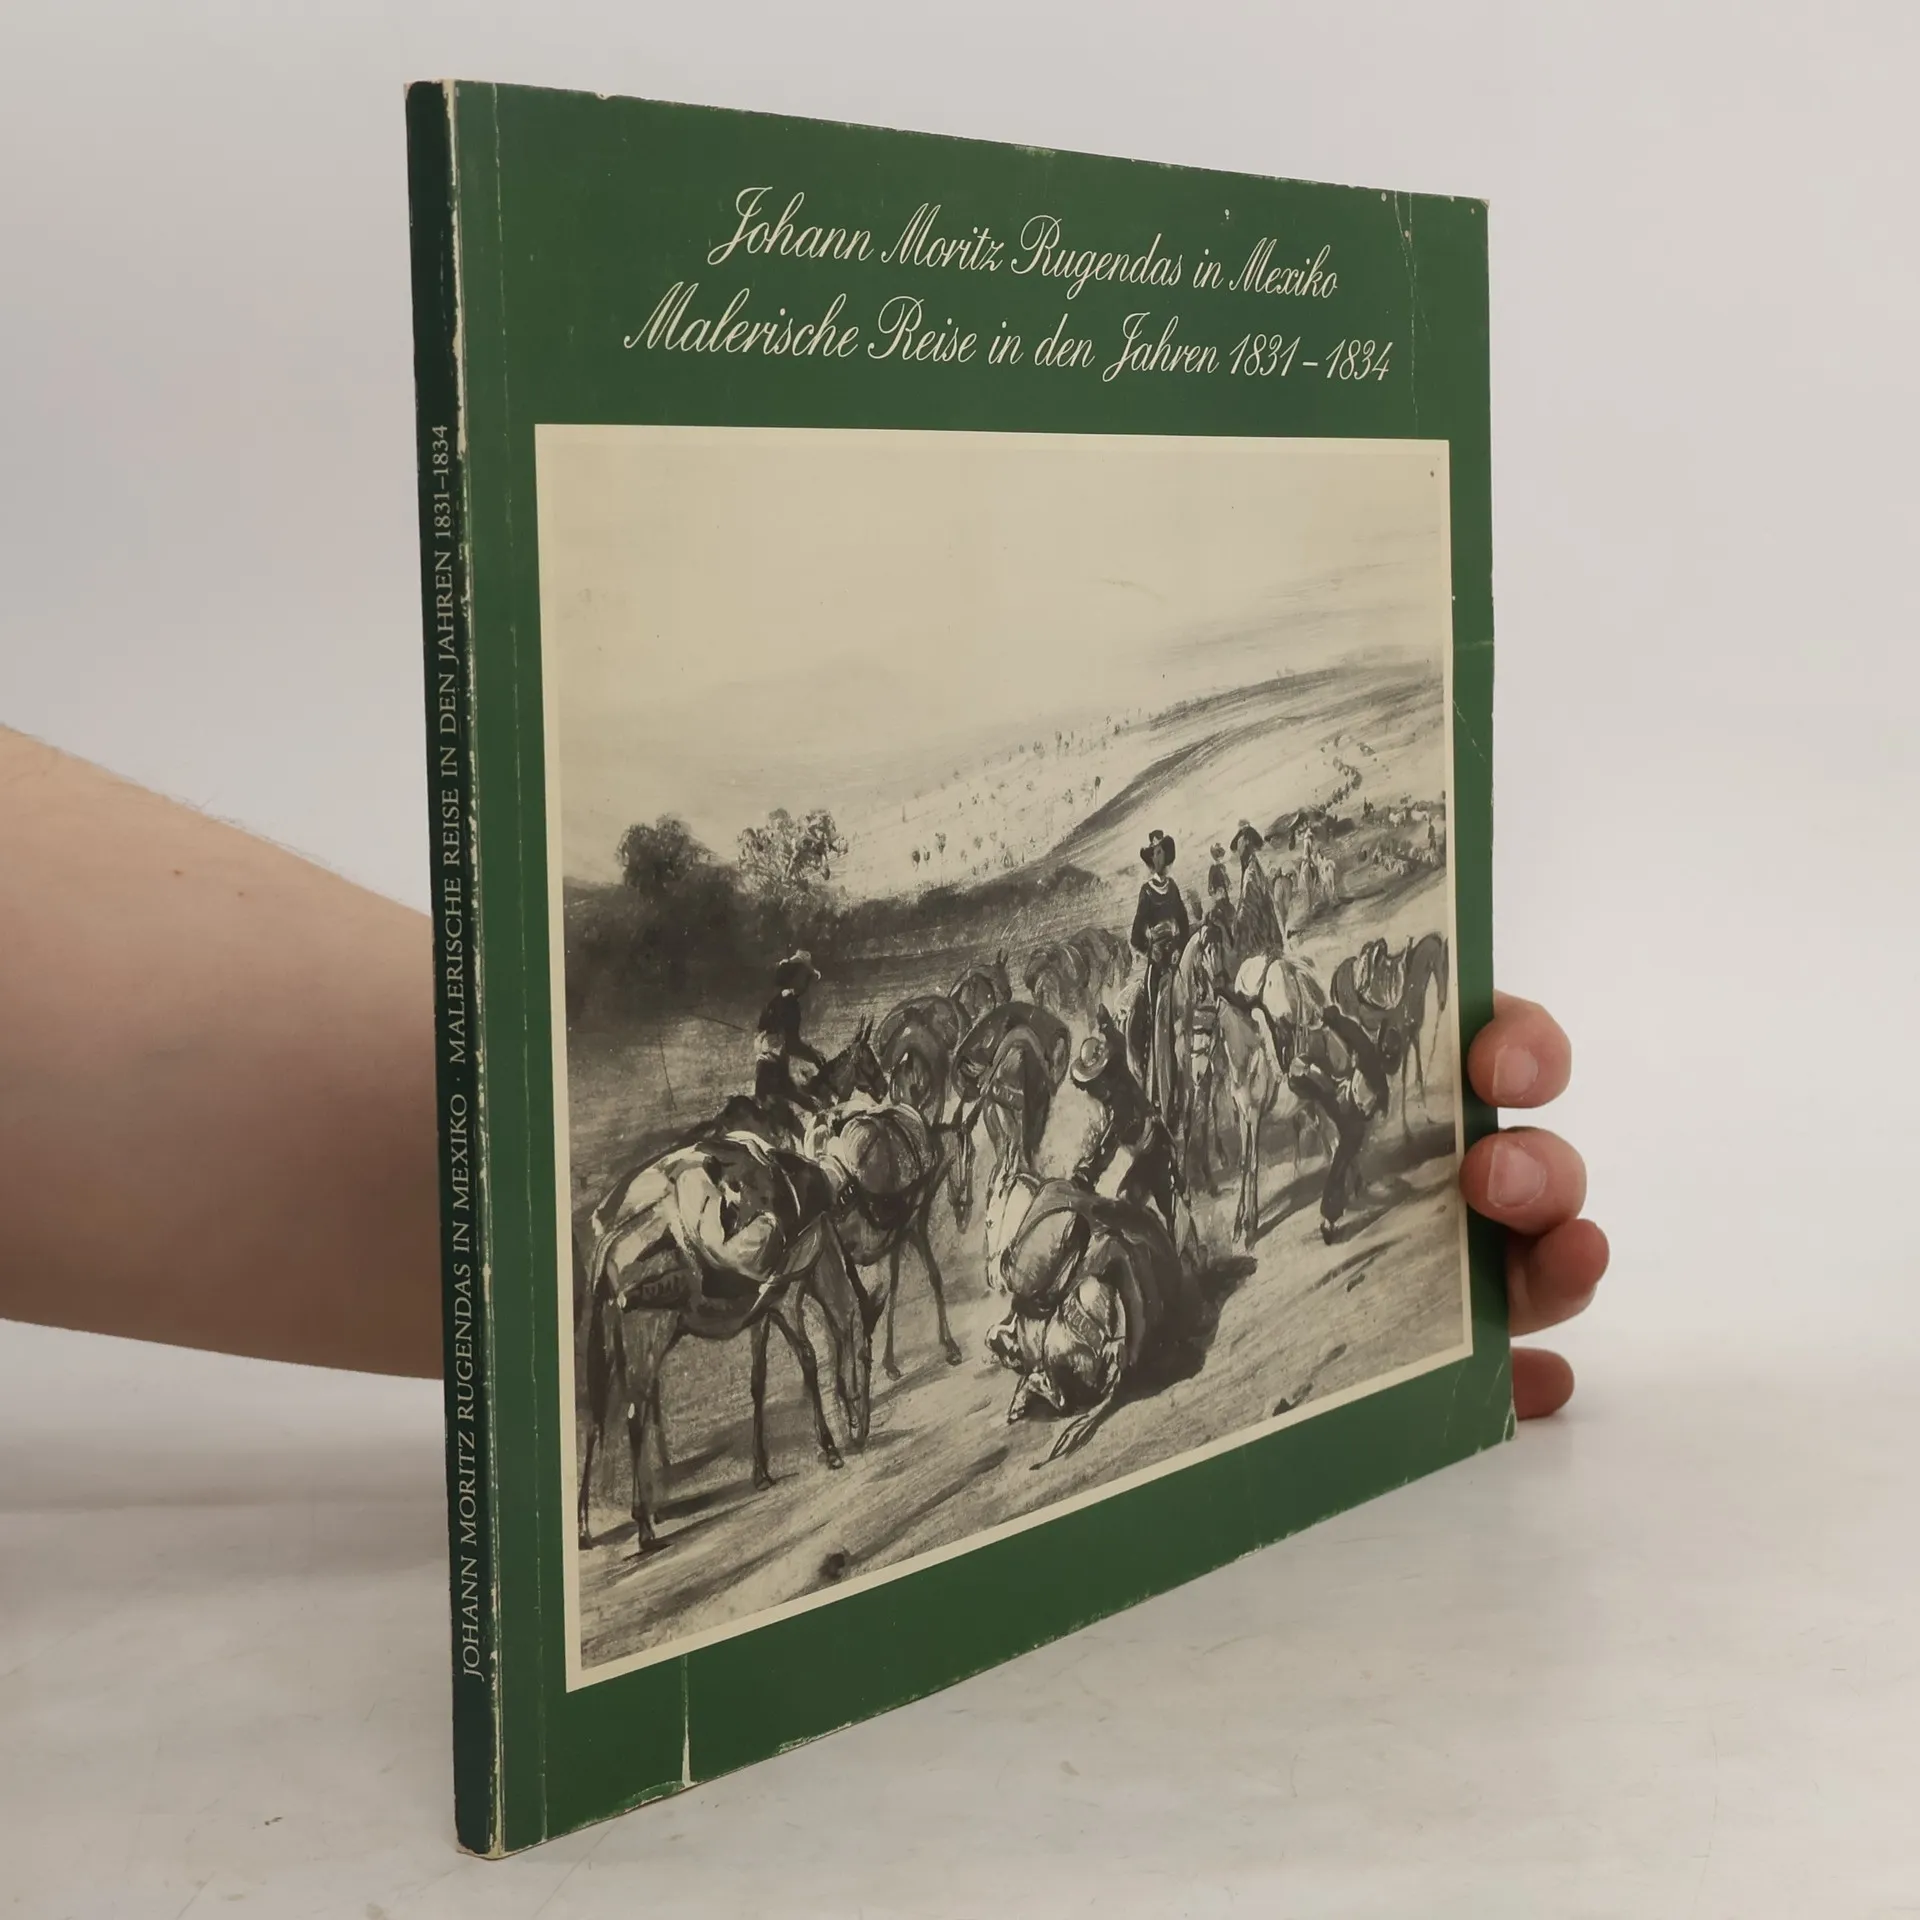 Johann Moritz Rugendas in Mexiko
Malerische Reise in den Jahren 1831 – 1834
JOHANN MORITZ RUGENDAS IN MEXIKO · MALERISCHE REISE IN DEN JAHREN 1831–1834